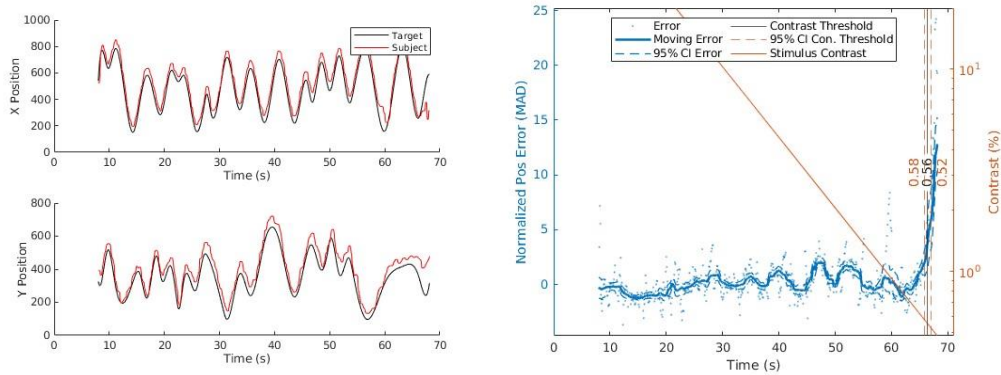 1000
800
600
400
200
0
X Position
Target
Subject
0 10 20 30 40 50 60 70
Time (s)
800
600
400
200
0
Y Position
0 10 20 30 40 50 60 70
Time (s)
25
20
15
10
5
0
Normalized Pos Error (MAD)
Error
Moving Error
95% CI Error
Contrast Threshold
95% CI Con. Threshold
Stimulus Contrast
0.58
0.56
0.52
10¹
10⁰
Contrast (%)
0 10 20 30 40 50 60 70
Time (s)